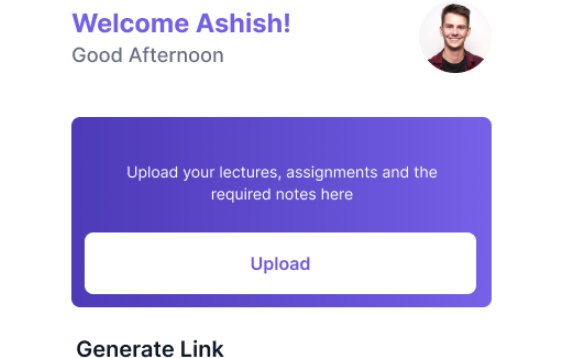 Welcome Ashish!
Good Afternoon
Upload your lectures, assignments and the
required notes here
Upload
Generate Link